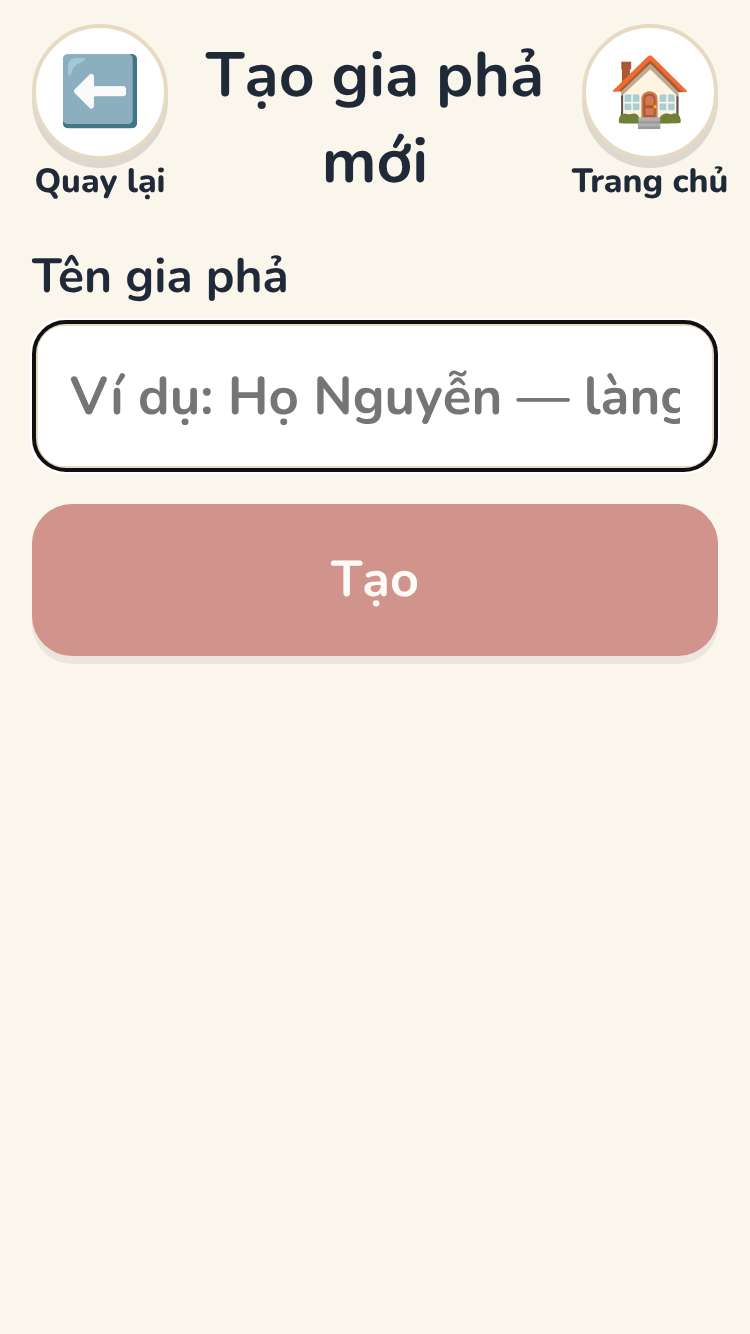 Tạo gia phả
mới
Quay lại
Trang chủ
Tên gia phả
Ví dụ: Họ Nguyễn — làng
Tạo